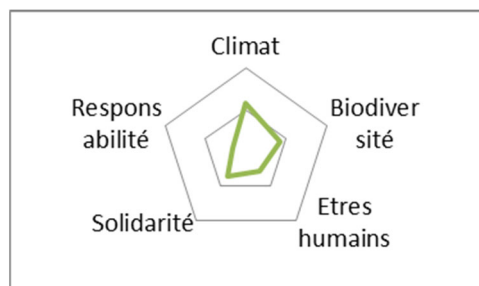 Climat
Respons
abilité
Biodiver
sité
Solidarité
Etres
humains